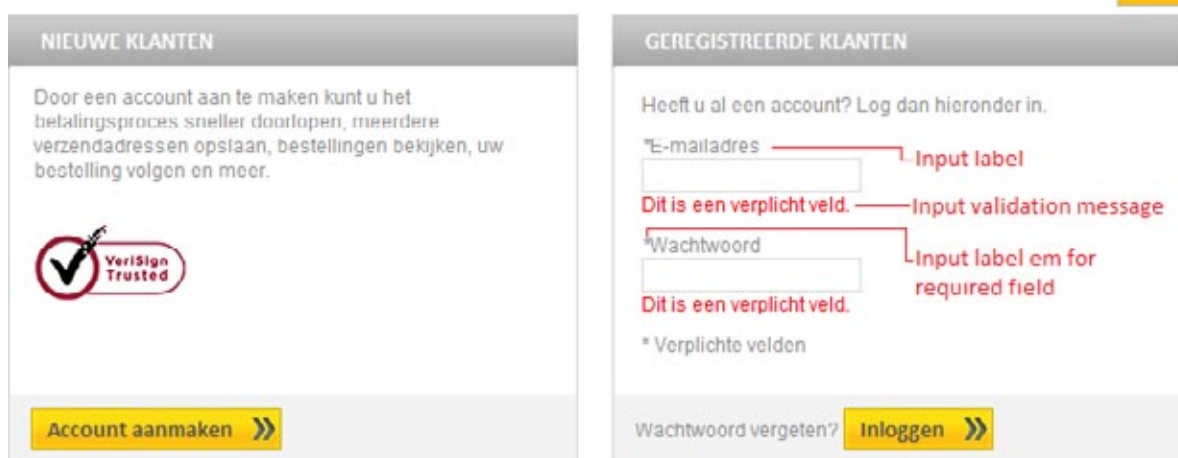 NIEUWE KLANTEN
Door een account aan te maken kunt u het
betalingsproces sneller doorlopen, meerdere
verzendadressen opslaan, bestellingen bekijken, uw
bestelling volgen en meer.
VeriSign
Trusted
Account aanmaken
GEREGISTREERDE KLANTEN
Heeft u al een account? Log dan hieronder in.
*E-mailadres
Input label
Dit is een verplicht veld.
Input validation message
*Wachtwoord
Input label em for
required field
Dit is een verplicht veld.
* Verplichte velden
Wachtwoord vergeten?
Inloggen